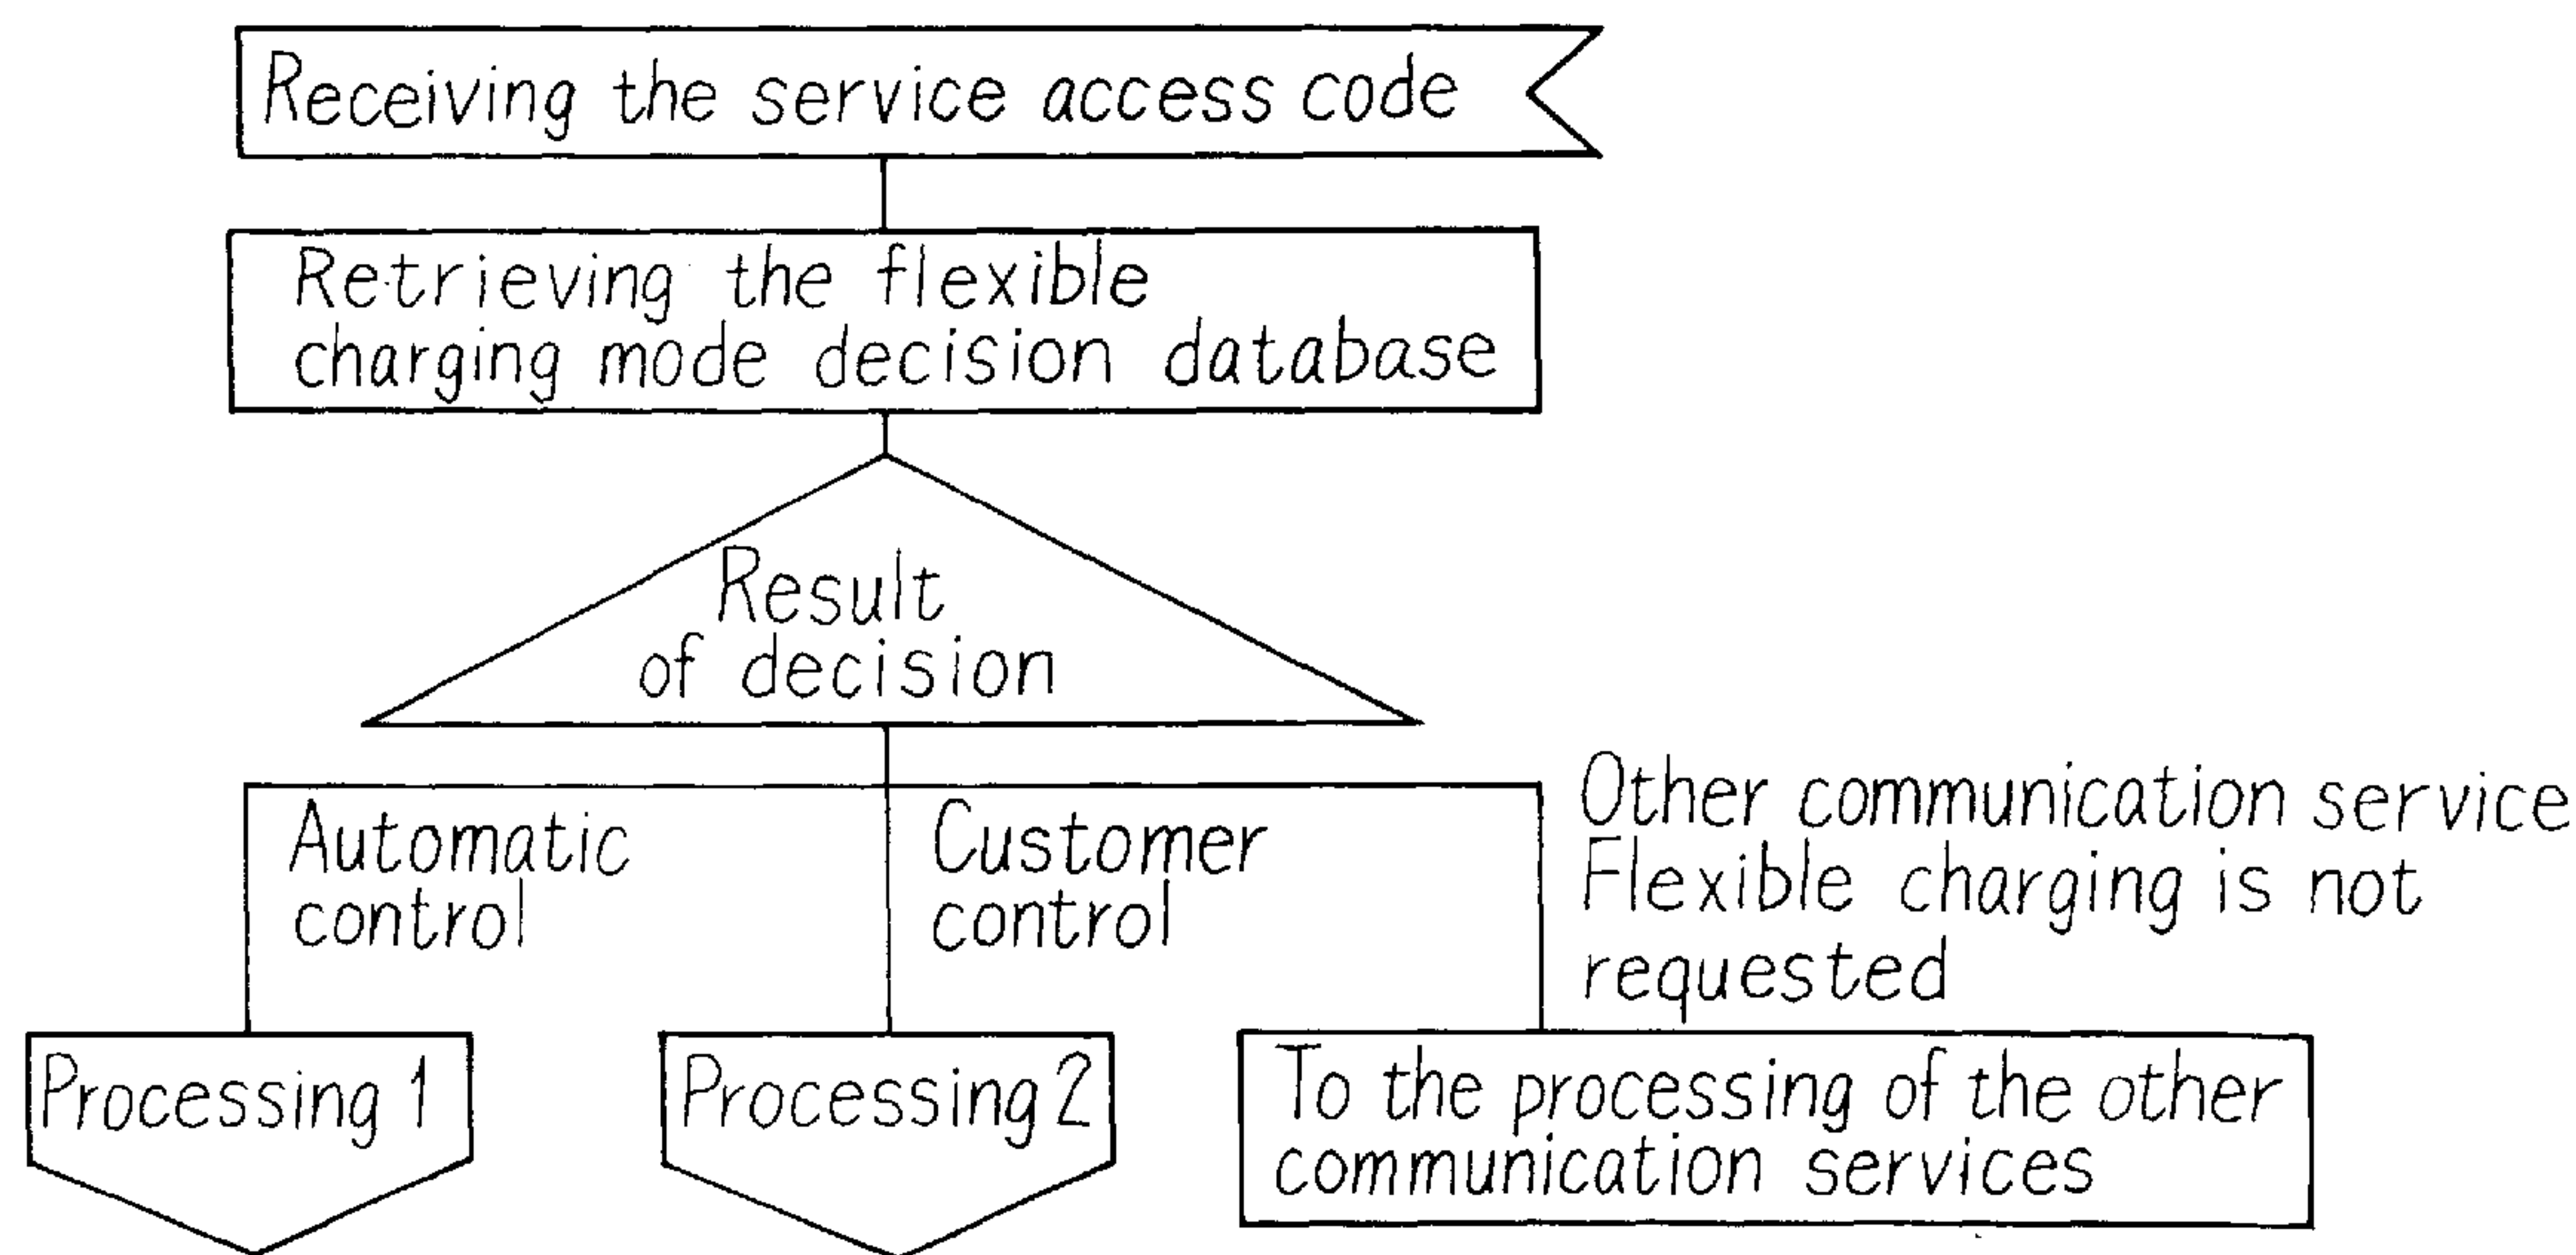 Receiving the service access code
Retrieving the flexible
charging mode decision database
Result
of decision
Automatic
control
Customer
control
Other communication service
Flexible charging is not
requested
Processing 1
Processing 2
To the processing of the other
communication services